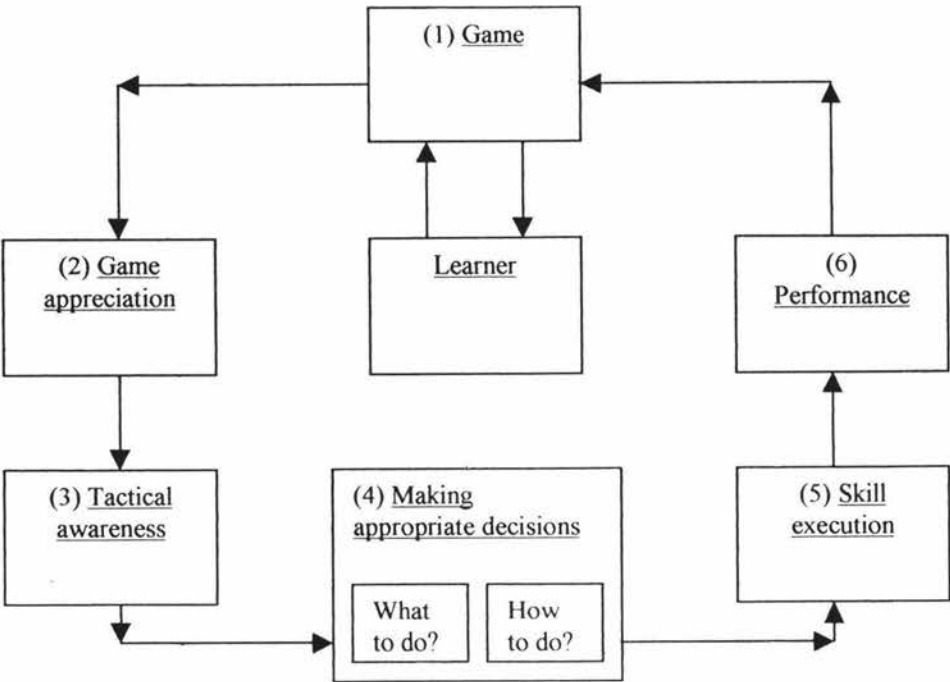 (1) Game
(2) Game
appreciation
Learner
(6)
Performance
(3) Tactical
awareness
(4) Making
appropriate decisions
What
to do?
How
to do?
(5) Skill
execution